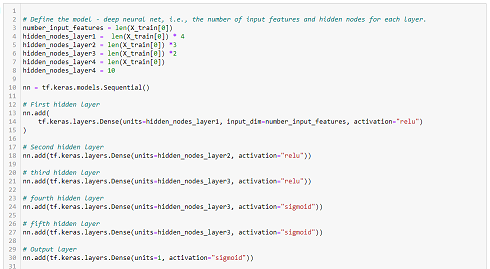 1
2 # Define the model - deep neural net, i.e., the number of input features and hidden nodes for each layer.
3 number_input_features = len(X_train[0])
4 hidden_nodes_layer1 =  len(X_train[0]) * 4
5 hidden_nodes_layer2 = len(X_train[0]) *3
6 hidden_nodes_layer3 = len(X_train[0]) *2
7 hidden_nodes_layer4 = len(X_train[0])
8 hidden_nodes_layer4 = 10
9
10 nn = tf.keras.models.Sequential()
11
12 # First hidden layer
13 nn.add(
14 tf.keras.layers.Dense(units=hidden_nodes_layer1, input_dim=number_input_features, activation="relu")
15 )
16
17 # Second hidden layer
18 nn.add(tf.keras.layers.Dense(units=hidden_nodes_layer2, activation="relu"))
19
20 # third hidden layer
21 nn.add(tf.keras.layers.Dense(units=hidden_nodes_layer3, activation="relu"))
22
23 # fourth hidden layer
24 nn.add(tf.keras.layers.Dense(units=hidden_nodes_layer3, activation="sigmoid"))
25
26 # fifth hidden layer
27 nn.add(tf.keras.layers.Dense(units=hidden_nodes_layer3, activation="sigmoid"))
28
29 # Output layer
30 nn.add(tf.keras.layers.Dense(units=1, activation="sigmoid"))
31